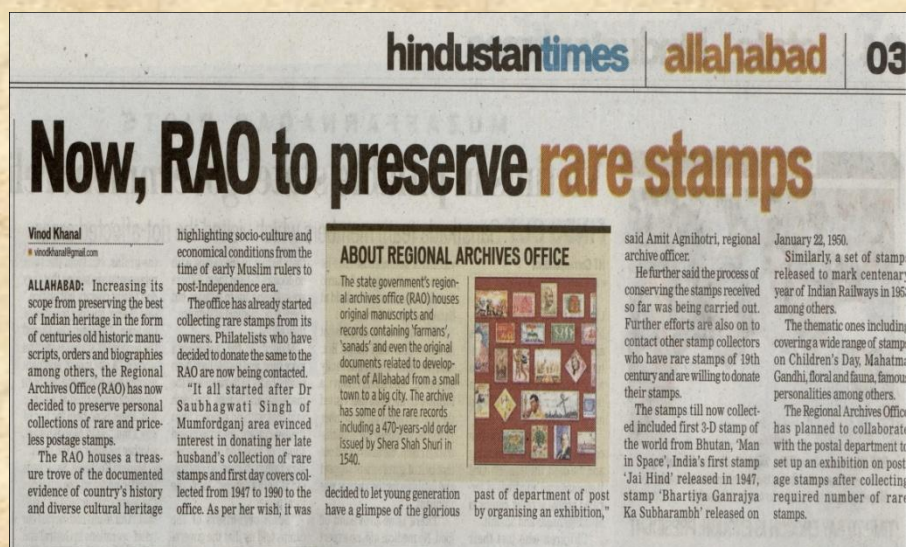 hindustantimes | allahabad | 03
Now, RAO to preserve rare stamps
Vinod Khanal
vinodkhanal@gmail.com
ALLAHABAD: Increasing its
scope from preserving the best
of Indian heritage in the form
of centuries old historic manu-
scripts, orders and biographies
among others, the Regional
Archives Office (RAO) has now
decided to preserve personal
collections of rare and price-
less postage stamps.
The RAO houses a treas-
ure trove of the documented
evidence of country's history
and diverse cultural heritage
highlighting socio-culture and
economical conditions from the
time of early Muslim rulers to
post-Independence era.
The office has already started
collecting rare stamps from its
owners. Philatelists who have
decided to donate the same to the
RAO are now being contacted.
"It all started after Dr
Saubhagwati Singh of
Mumfordganj area evinced
interest in donating her late
husband's collection of rare
stamps and first day covers col-
lected from 1947 to 1990 to the
office. As per her wish, it was
decided to let young generation
have a glimpse of the glorious
past of department of post
by organising an exhibition,"
said Amit Agnihotri, regional
archive officer.
He further said the process of
conserving the stamps received
so far was being carried out.
Further efforts are also on to
contact other stamp collectors
who have rare stamps of 19th
century and are willing to donate
their stamps.
The stamps till now collect-
ed included first 3-D stamp of
the world from Bhutan, 'Man
in Space', India's first stamp
'Jai Hind' released in 1947,
stamp 'Bhartiya Ganrajya
Ka Subharambh' released on
January 22, 1950.
Similarly, a set of stamp
released to mark centenary
year of Indian Railways in
among others.
The thematic ones including
covering a wide range of stamps
on Children's Day, Mahatma
Gandhi, floral and fauna, famous
personalities among others.
The Regional Archives Office
has planned to collaborate
with the postal department to
set up an exhibition on post
age stamps after collecting
required number of rare
stamps.
ABOUT REGIONAL ARCHIVES OFFICE
The state government's region-
al archives office (RAO) houses
original manuscripts and
records containing 'farmans',
'sanads' and even the original
documents related to develop-
ment of Allahabad from a small
town to a big city. The archive
has some of the rare records
including a 470-years-old order
issued by Shera Shah Shuri in
1540.